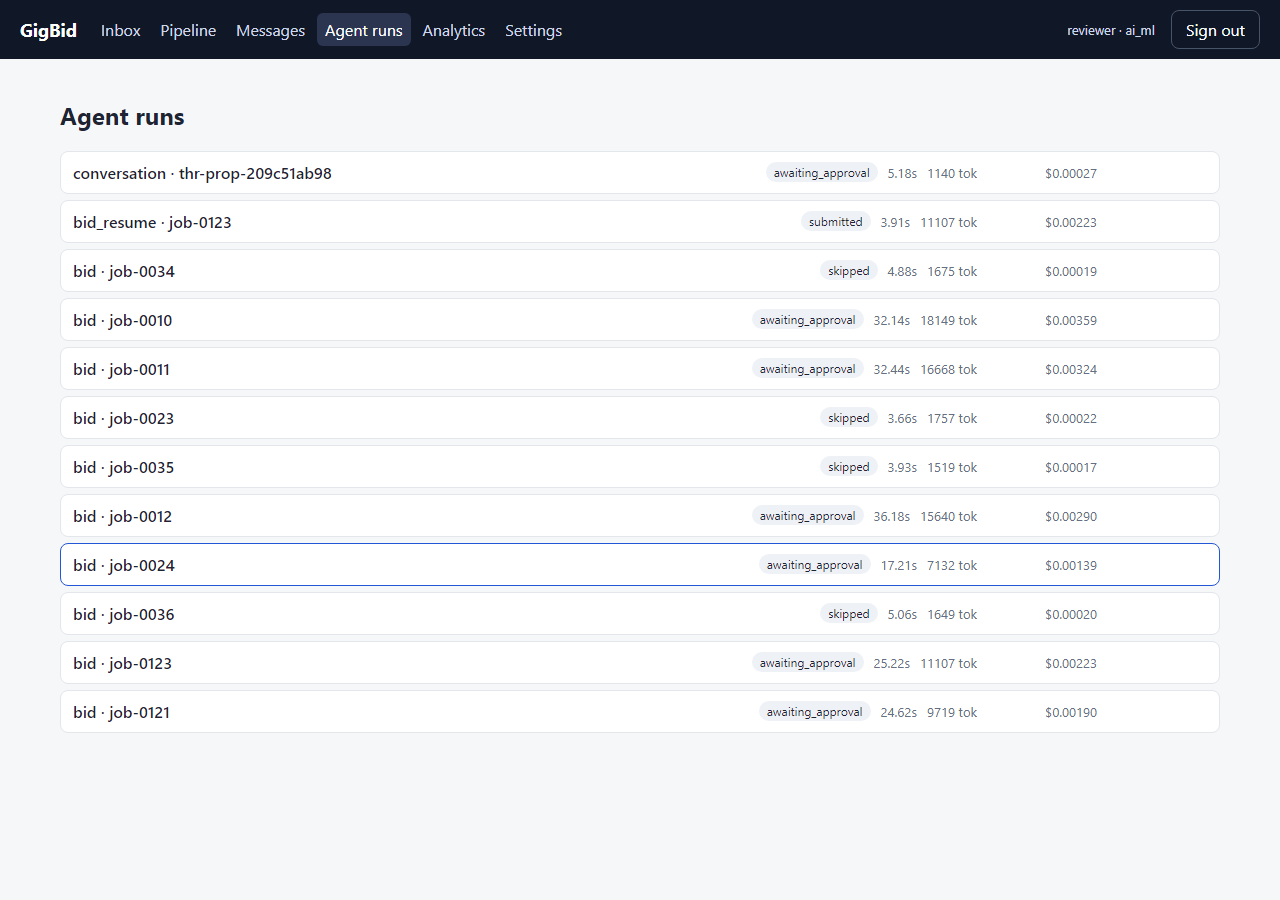 GigBid Inbox Pipeline Messages Agent runs Analytics Settings reviewer · ai_ml Sign out
Agent runs
conversation · thr-prop-209c51ab98 awaiting_approval 5.18s 1140 tok $0.00027
bid_resume · job-0123 submitted 3.91s 11107 tok $0.00223
bid · job-0034 skipped 4.88s 1675 tok $0.00019
bid · job-0010 awaiting_approval 32.14s 18149 tok $0.00359
bid · job-0011 awaiting_approval 32.44s 16668 tok $0.00324
bid · job-0023 skipped 3.66s 1757 tok $0.00022
bid · job-0035 skipped 3.93s 1519 tok $0.00017
bid · job-0012 awaiting_approval 36.18s 15640 tok $0.00290
bid · job-0024 awaiting_approval 17.21s 7132 tok $0.00139
bid · job-0036 skipped 5.06s 1649 tok $0.00020
bid · job-0123 awaiting_approval 25.22s 11107 tok $0.00223
bid · job-0121 awaiting_approval 24.62s 9719 tok $0.00190